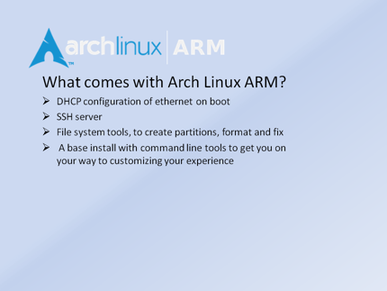 archlinux ARM
TM
What comes with Arch Linux ARM?
DHCP configuration of ethernet on boot
SSH server
File system tools, to create partitions, format and fix
A base install with command line tools to get you on
your way to customizing your experience